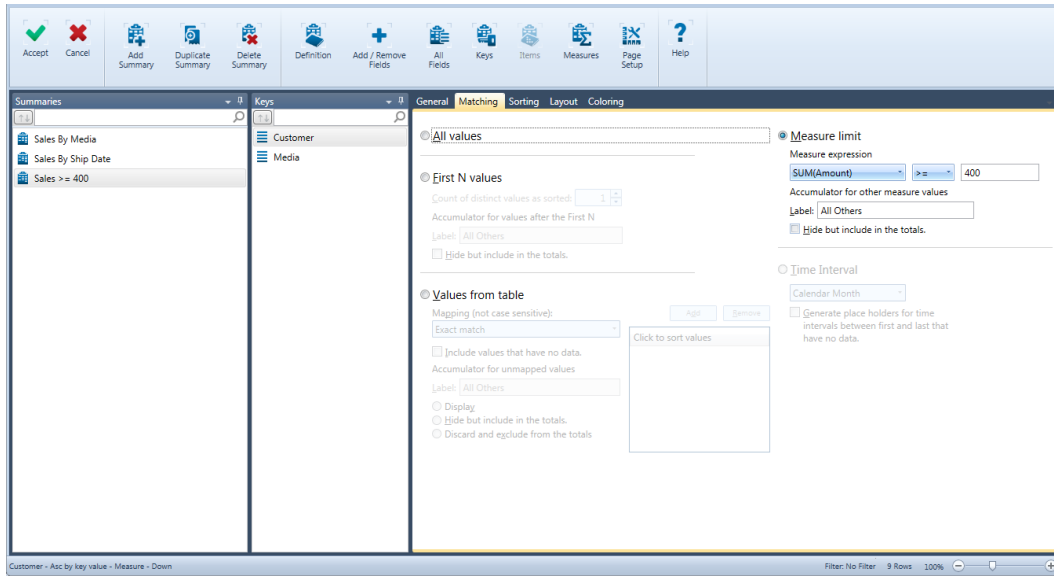 Accept
Cancel
Add
Summary
Duplicate
Summary
Delete
Summary
Definition
Add / Remove
Fields
All
Fields
Keys
Items
Measures
Page
Setup
?
Help
Summaries
Sales By Media
Sales By Ship Date
Sales >= 400
Keys
Customer
Media
General Matching Sorting Layout Coloring
All values
First N values
Count of distinct values as sorted: 1
Accumulator for values after the First N
Label: All Others
Hide but include in the totals.
Values from table
Mapping (not case sensitive):
Exact match
Include values that have no data.
Accumulator for unmapped values
Label: All Others
Display
Hide but include in the totals.
Discard and exclude from the totals
Add Remove
Click to sort values
Measure limit
Measure expression
SUM(Amount) >= 400
Accumulator for other measure values
Label: All Others
Hide but include in the totals.
Time Interval
Calendar Month
Generate place holders for time
intervals between first and last that
have no data.
Customer - Asc by key value - Measure - Down
Filter: No Filter 9 Rows 100%